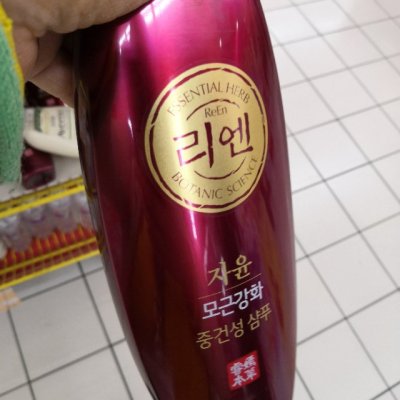 ESSENTIAL HERB
ReEn
리엔
BOTANIC SCIENCE
자윤
모근강화
중건성 샴푸